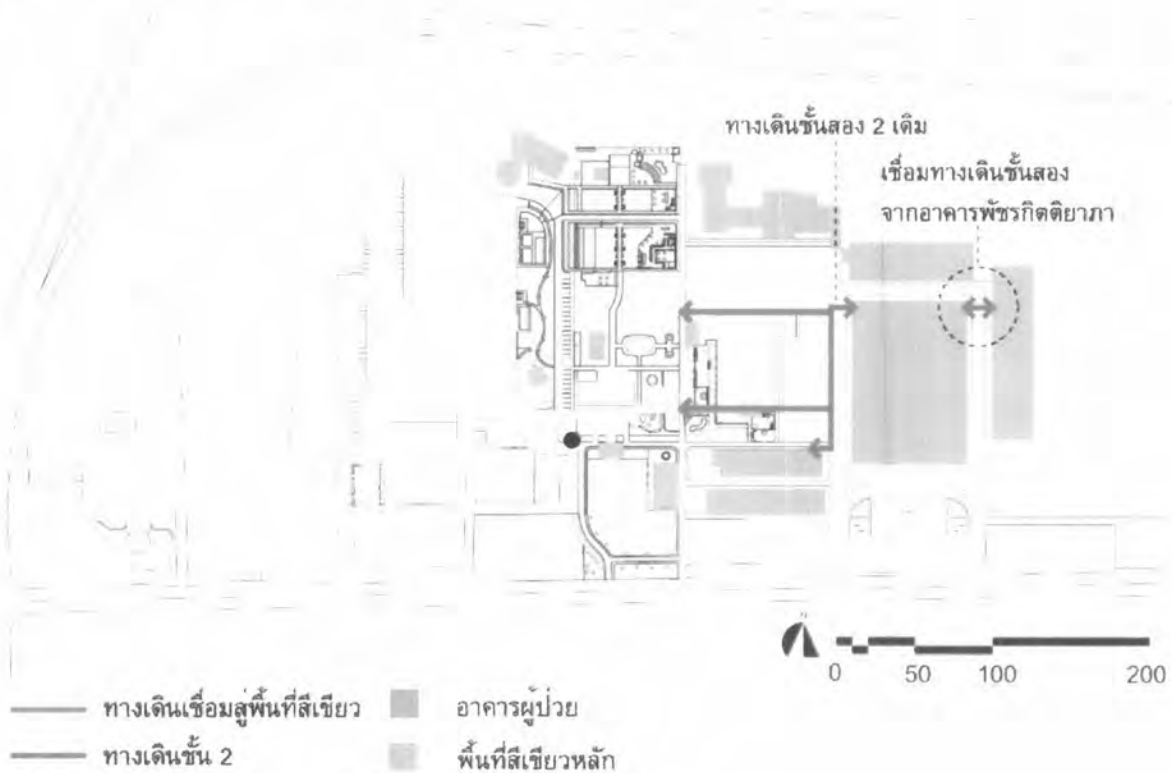 ทางเดินชั้นสอง 2 เดิม
เชื่อมทางเดินชั้นสอง
จากอาคารพัชรกิตติยาภา
N
0 50 100 200
ทางเดินเชื่อมสู่พื้นที่สีเขียว
อาคารผู้ป่วย
ทางเดินชั้น 2
พื้นที่สีเขียวหลัก